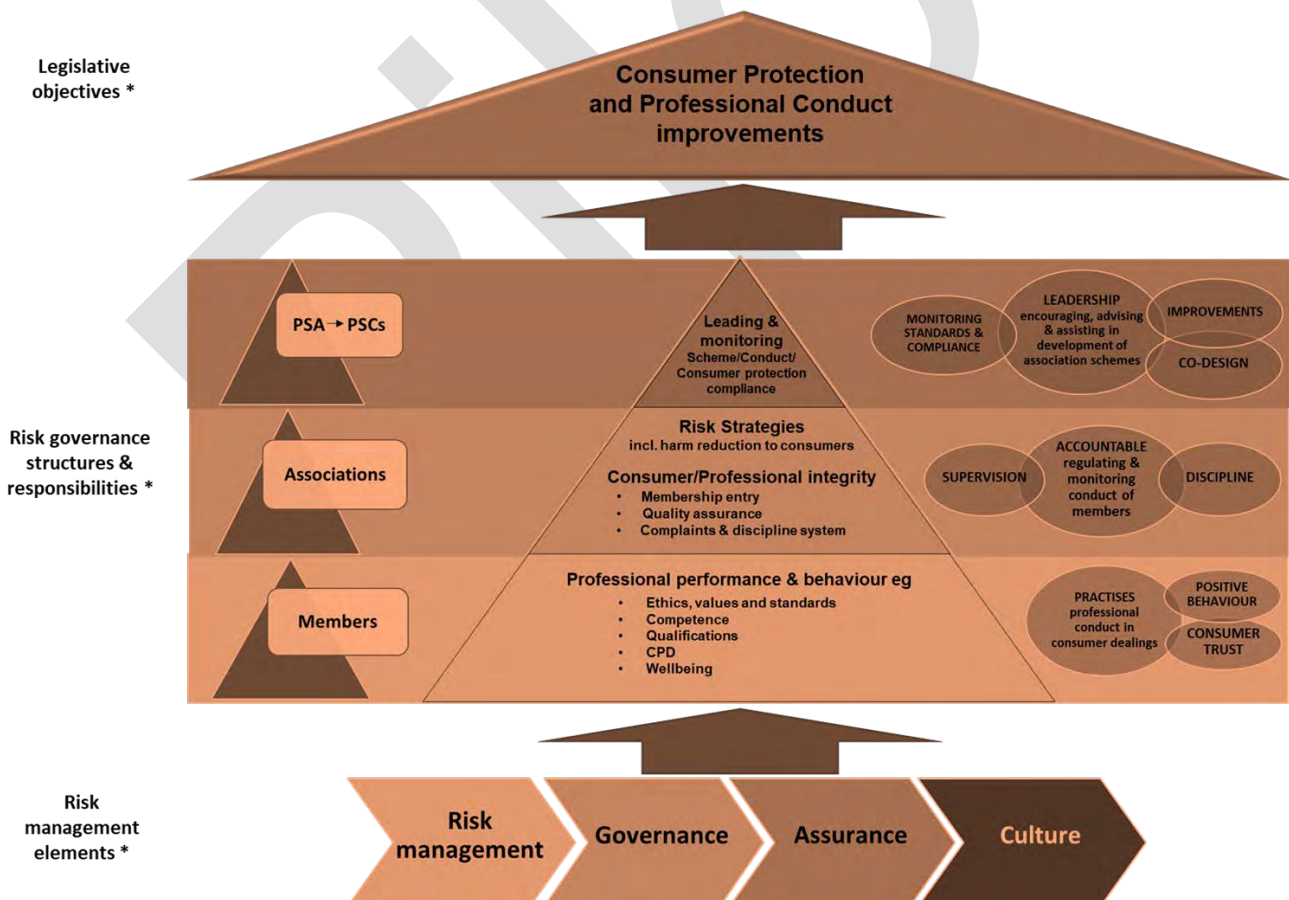 Legislative
objectives *
Consumer Protection
and Professional Conduct
improvements
PSA → PSCs
Leading &
monitoring
Scheme/Conduct/
Consumer protection
compliance
MONITORING
STANDARDS &
COMPLIANCE
LEADERSHIP
encouraging, advising
& assisting in
development of
association schemes
IMPROVEMENTS
CO-DESIGN
Risk governance
structures &
responsibilities *
Associations
Risk Strategies
incl. harm reduction to consumers
Consumer/Professional integrity
• Membership entry
• Quality assurance
• Complaints & discipline system
SUPERVISION
ACCOUNTABLE
regulating &
monitoring
conduct of
members
DISCIPLINE
Members
Professional performance & behaviour eg
• Ethics, values and standards
• Competence
• Qualifications
• CPD
• Wellbeing
PRACTISES
professional
conduct in
consumer dealings
POSITIVE
BEHAVIOUR
CONSUMER
TRUST
Risk
management
elements *
Risk
management
Governance
Assurance
Culture